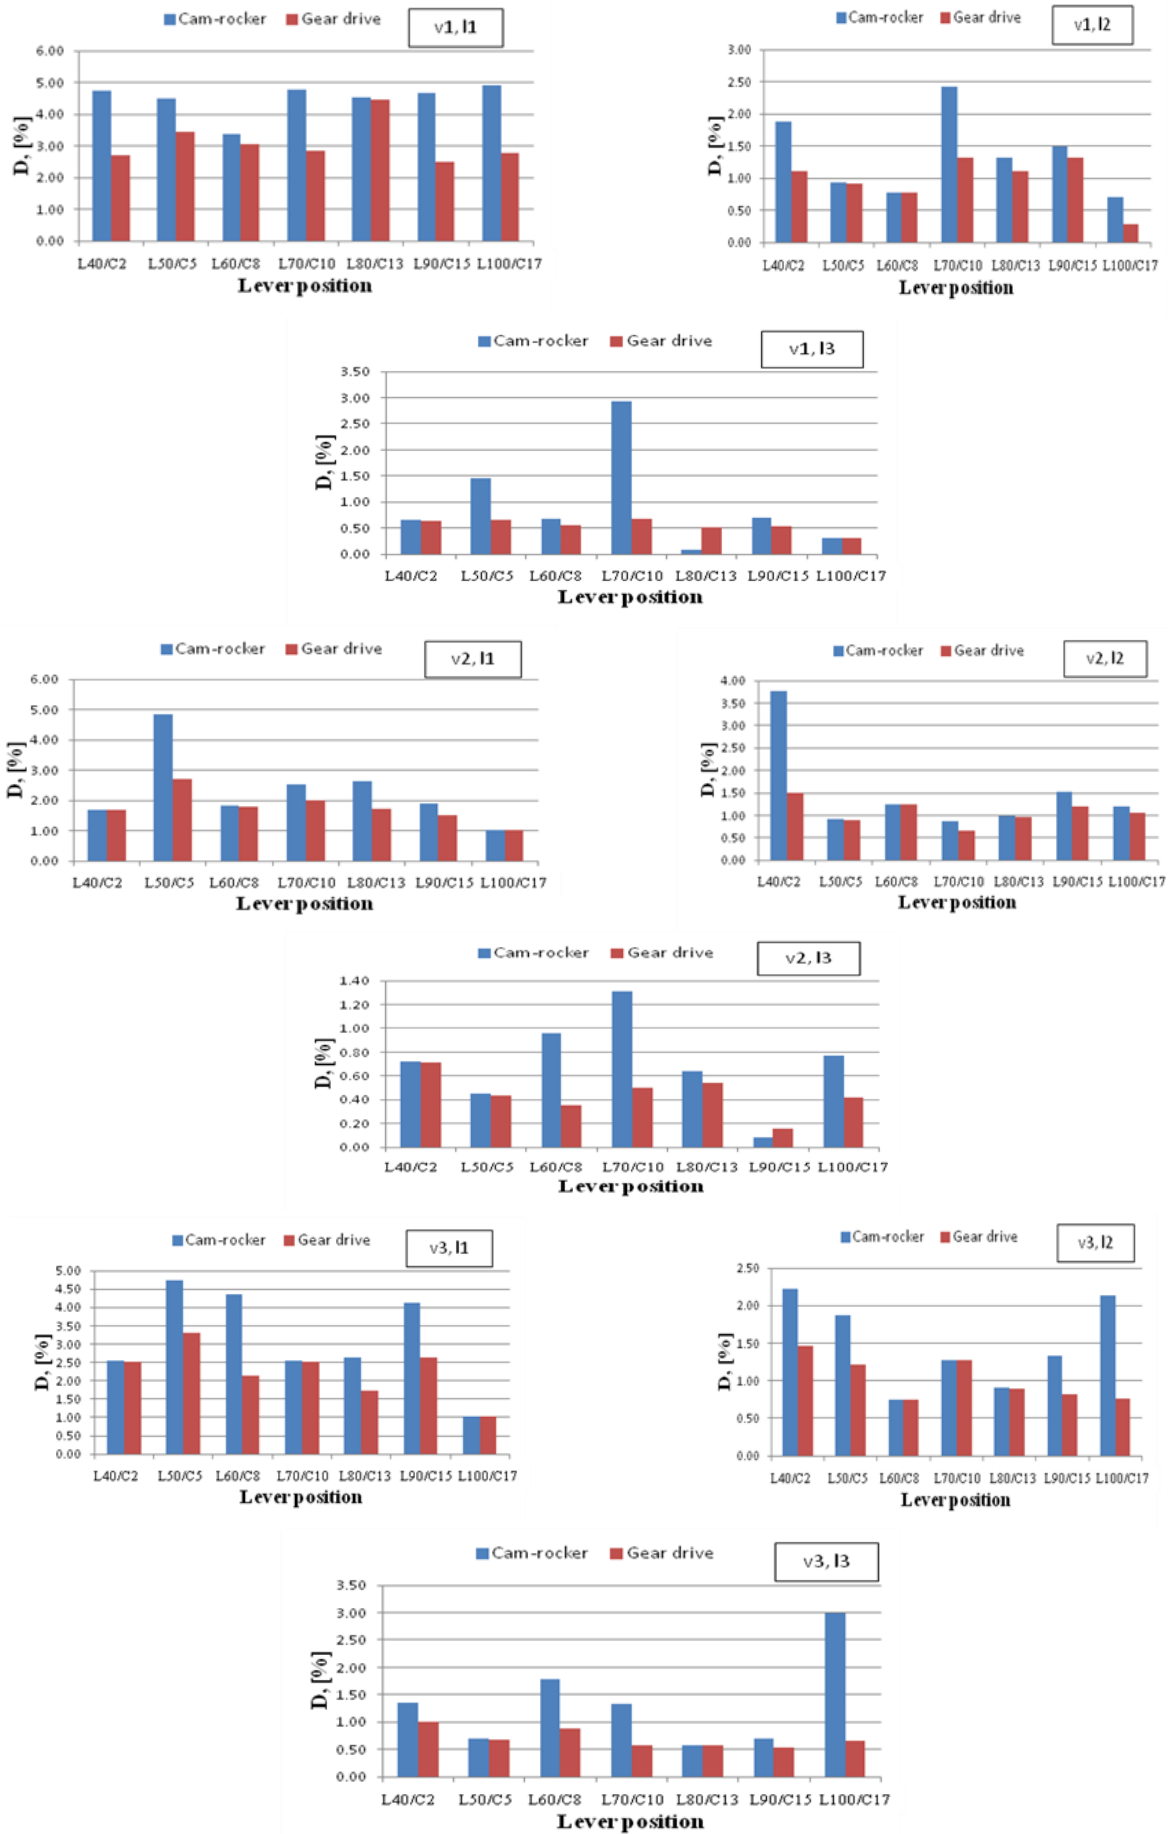 Cam-rocker Gear drive
v1, l1
6.00
5.00
4.00
3.00
2.00
1.00
0.00
D, [%]
L40/C2 L50/C5 L60/C8 L70/C10 L80/C13 L90/C15 L100/C17
Lever position
Cam-rocker Gear drive
v1, l2
3.00
2.50
2.00
1.50
1.00
0.50
0.00
D, [%]
L40/C2 L50/C5 L60/C8 L70/C10 L80/C13 L90/C15 L100/C17
Lever position
Cam-rocker Gear drive
v1, l3
3.50
3.00
2.50
2.00
1.50
1.00
0.50
0.00
D, [%]
L40/C2 L50/C5 L60/C8 L70/C10 L80/C13 L90/C15 L100/C17
Lever position
Cam-rocker Gear drive
v2, l1
6.00
5.00
4.00
3.00
2.00
1.00
0.00
D, [%]
L40/C2 L50/C5 L60/C8 L70/C10 L80/C13 L90/C15 L100/C17
Lever position
Cam-rocker Gear drive
v2, l2
4.00
3.50
3.00
2.50
2.00
1.50
1.00
0.50
0.00
D, [%]
L40/C2 L50/C5 L60/C8 L70/C10 L80/C13 L90/C15 L100/C17
Lever position
Cam-rocker Gear drive
v2, l3
1.40
1.20
1.00
0.80
0.60
0.40
0.20
0.00
D, [%]
L40/C2 L50/C5 L60/C8 L70/C10 L80/C13 L90/C15 L100/C17
Lever position
Cam-rocker Gear drive
v3, l1
5.00
4.50
4.00
3.50
3.00
2.50
2.00
1.50
1.00
0.50
0.00
D, [%]
L40/C2 L50/C5 L60/C8 L70/C10 L80/C13 L90/C15 L100/C17
Lever position
Cam-rocker Gear drive
v3, l2
2.50
2.00
1.50
1.00
0.50
0.00
D, [%]
L40/C2 L50/C5 L60/C8 L70/C10 L80/C13 L90/C15 L100/C17
Lever position
Cam-rocker Gear drive
v3, l3
3.50
3.00
2.50
2.00
1.50
1.00
0.50
0.00
D, [%]
L40/C2 L50/C5 L60/C8 L70/C10 L80/C13 L90/C15 L100/C17
Lever position